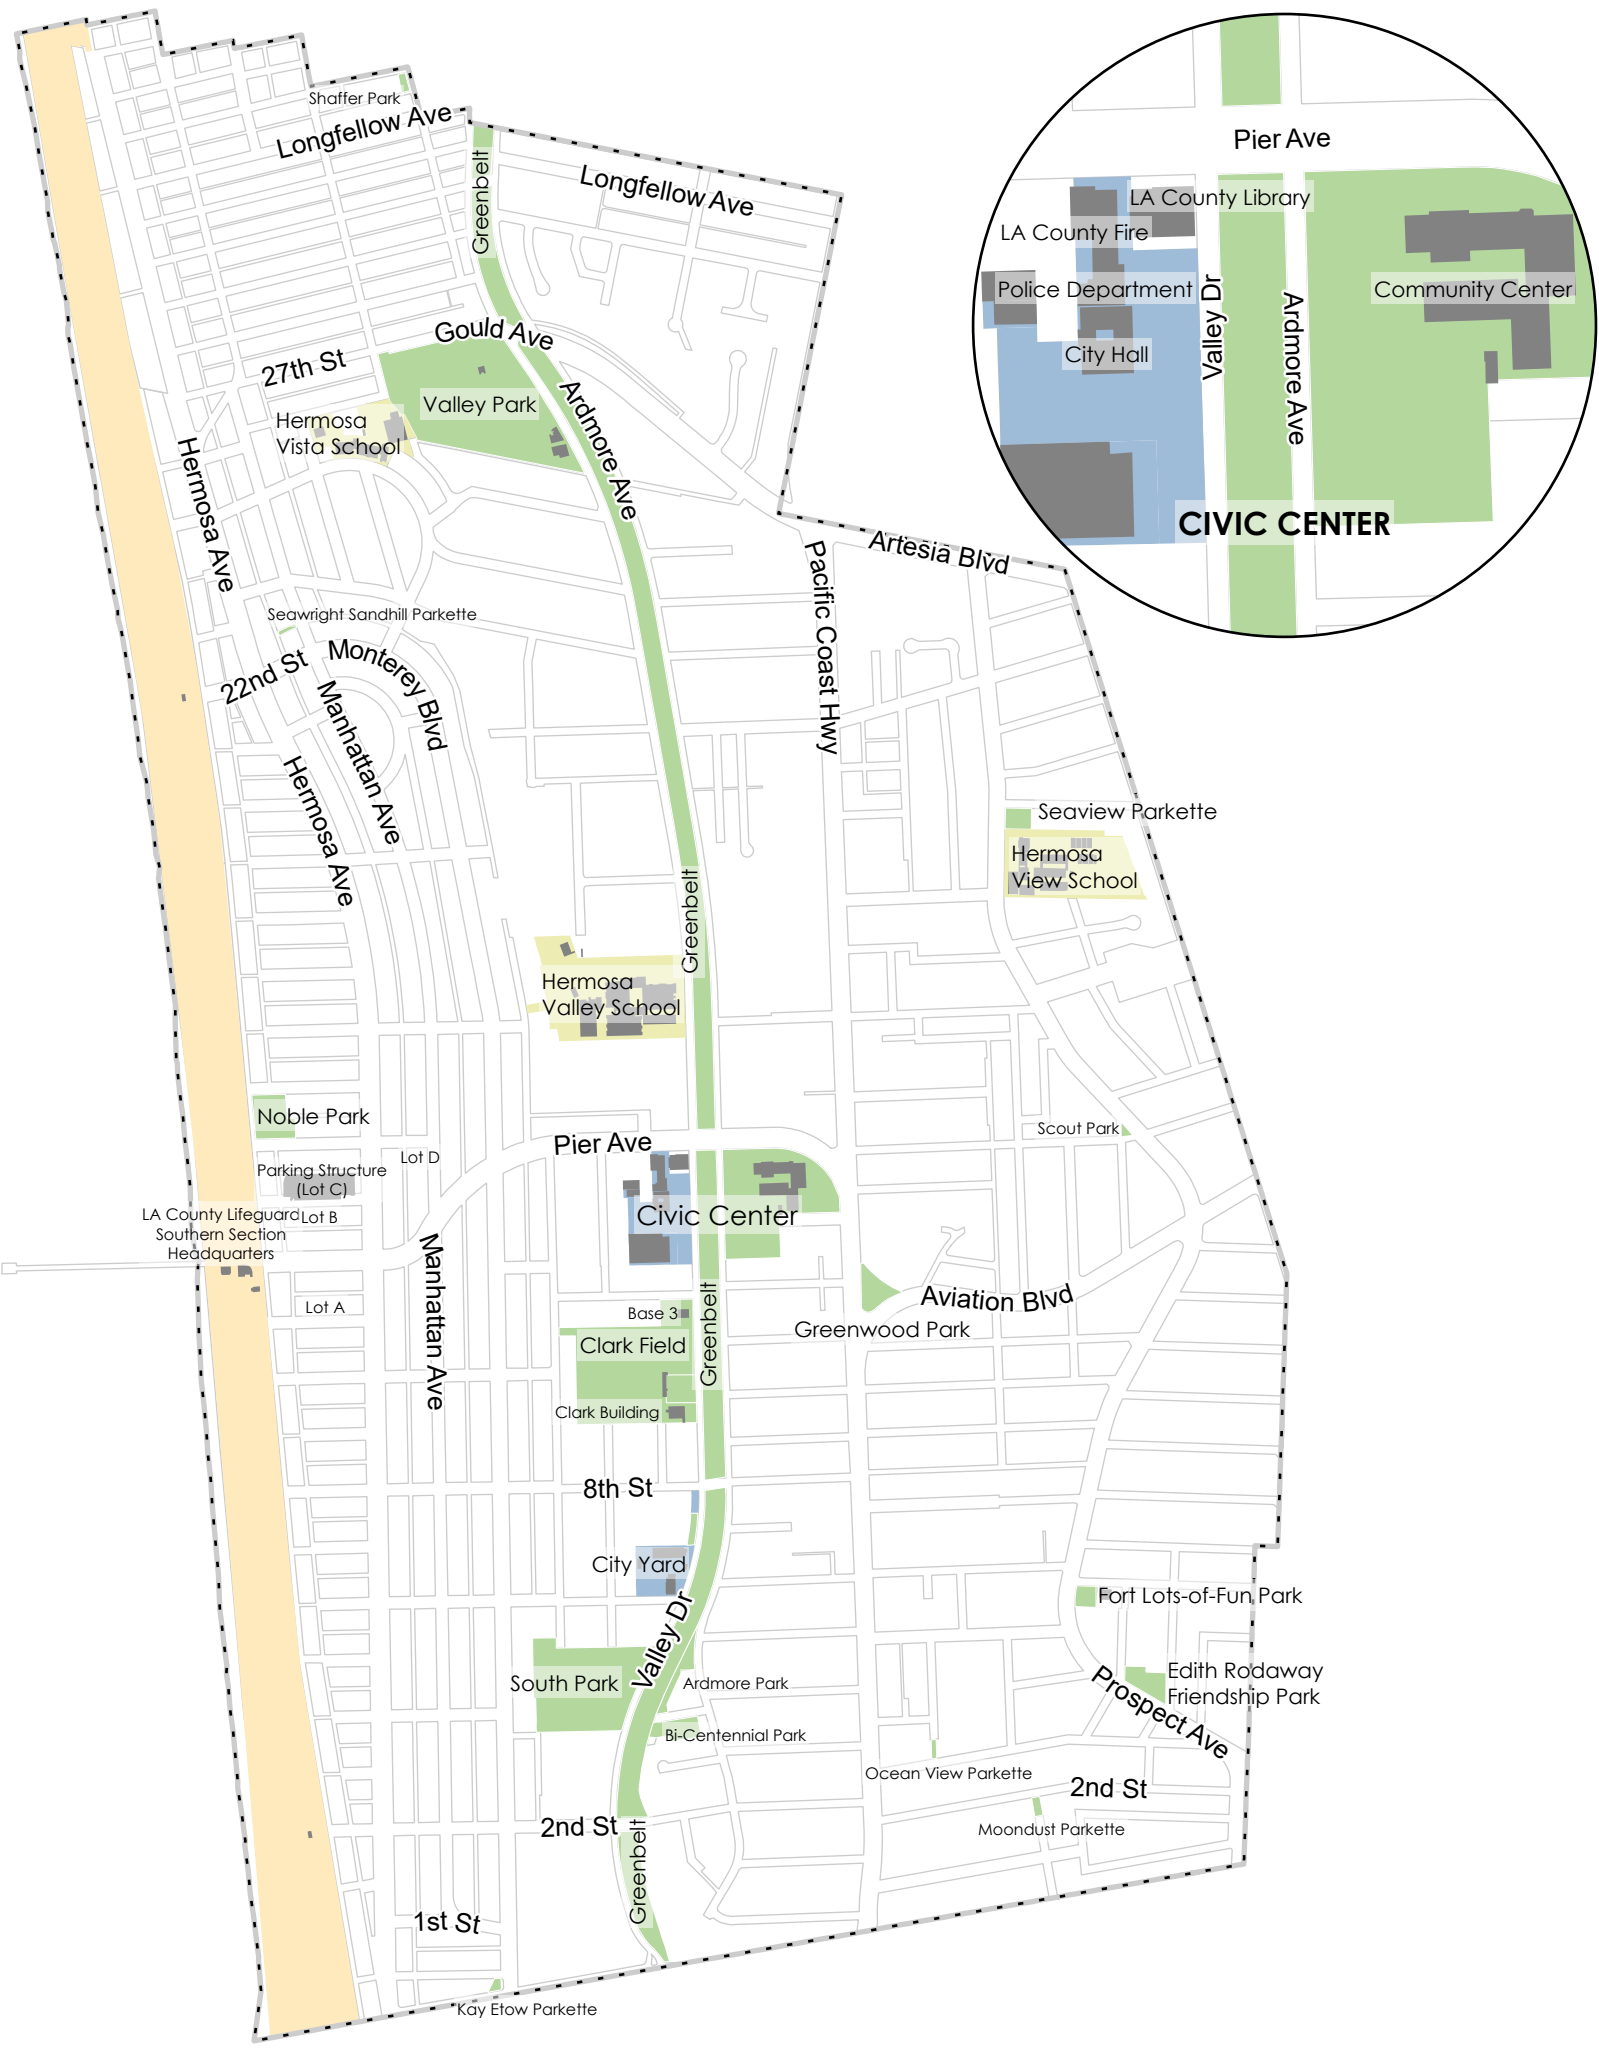 Shaffer Park
Longfellow Ave
Longfellow Ave
Greenbelt
Gould Ave
27th St
Valley Park
Hermosa
Vista School
Ardmore Ave
Hermosa Ave
Artesia Blvd
Pacific Coast Hwy
Seawright Sandhill Parkette
22nd St
Monterey Blvd
Manhattan Ave
Hermosa Ave
Seaview Parkette
Hermosa
View School
Greenbelt
Hermosa
Valley School
Noble Park
Scout Park
Pier Ave
Lot D
Parking Structure
(Lot C)
LA County Lifeguard
Southern Section
Headquarters
Lot B
Civic Center
Manhattan Ave
Lot A
Base 3
Clark Field
Greenbelt
Aviation Blvd
Greenwood Park
Clark Building
8th St
City Yard
Fort Lots-of-Fun Park
Valley Dr
South Park
Ardmore Park
Edith Rodaway
Friendship Park
Prospect Ave
Bi-Centennial Park
Ocean View Parkette
2nd St
2nd St
Moondust Parkette
Greenbelt
1st St
Kay Etow Parkette
Pier Ave
LA County Library
LA County Fire
Police Department
City Hall
Valley Dr
Ardmore Ave
Community Center
CIVIC CENTER